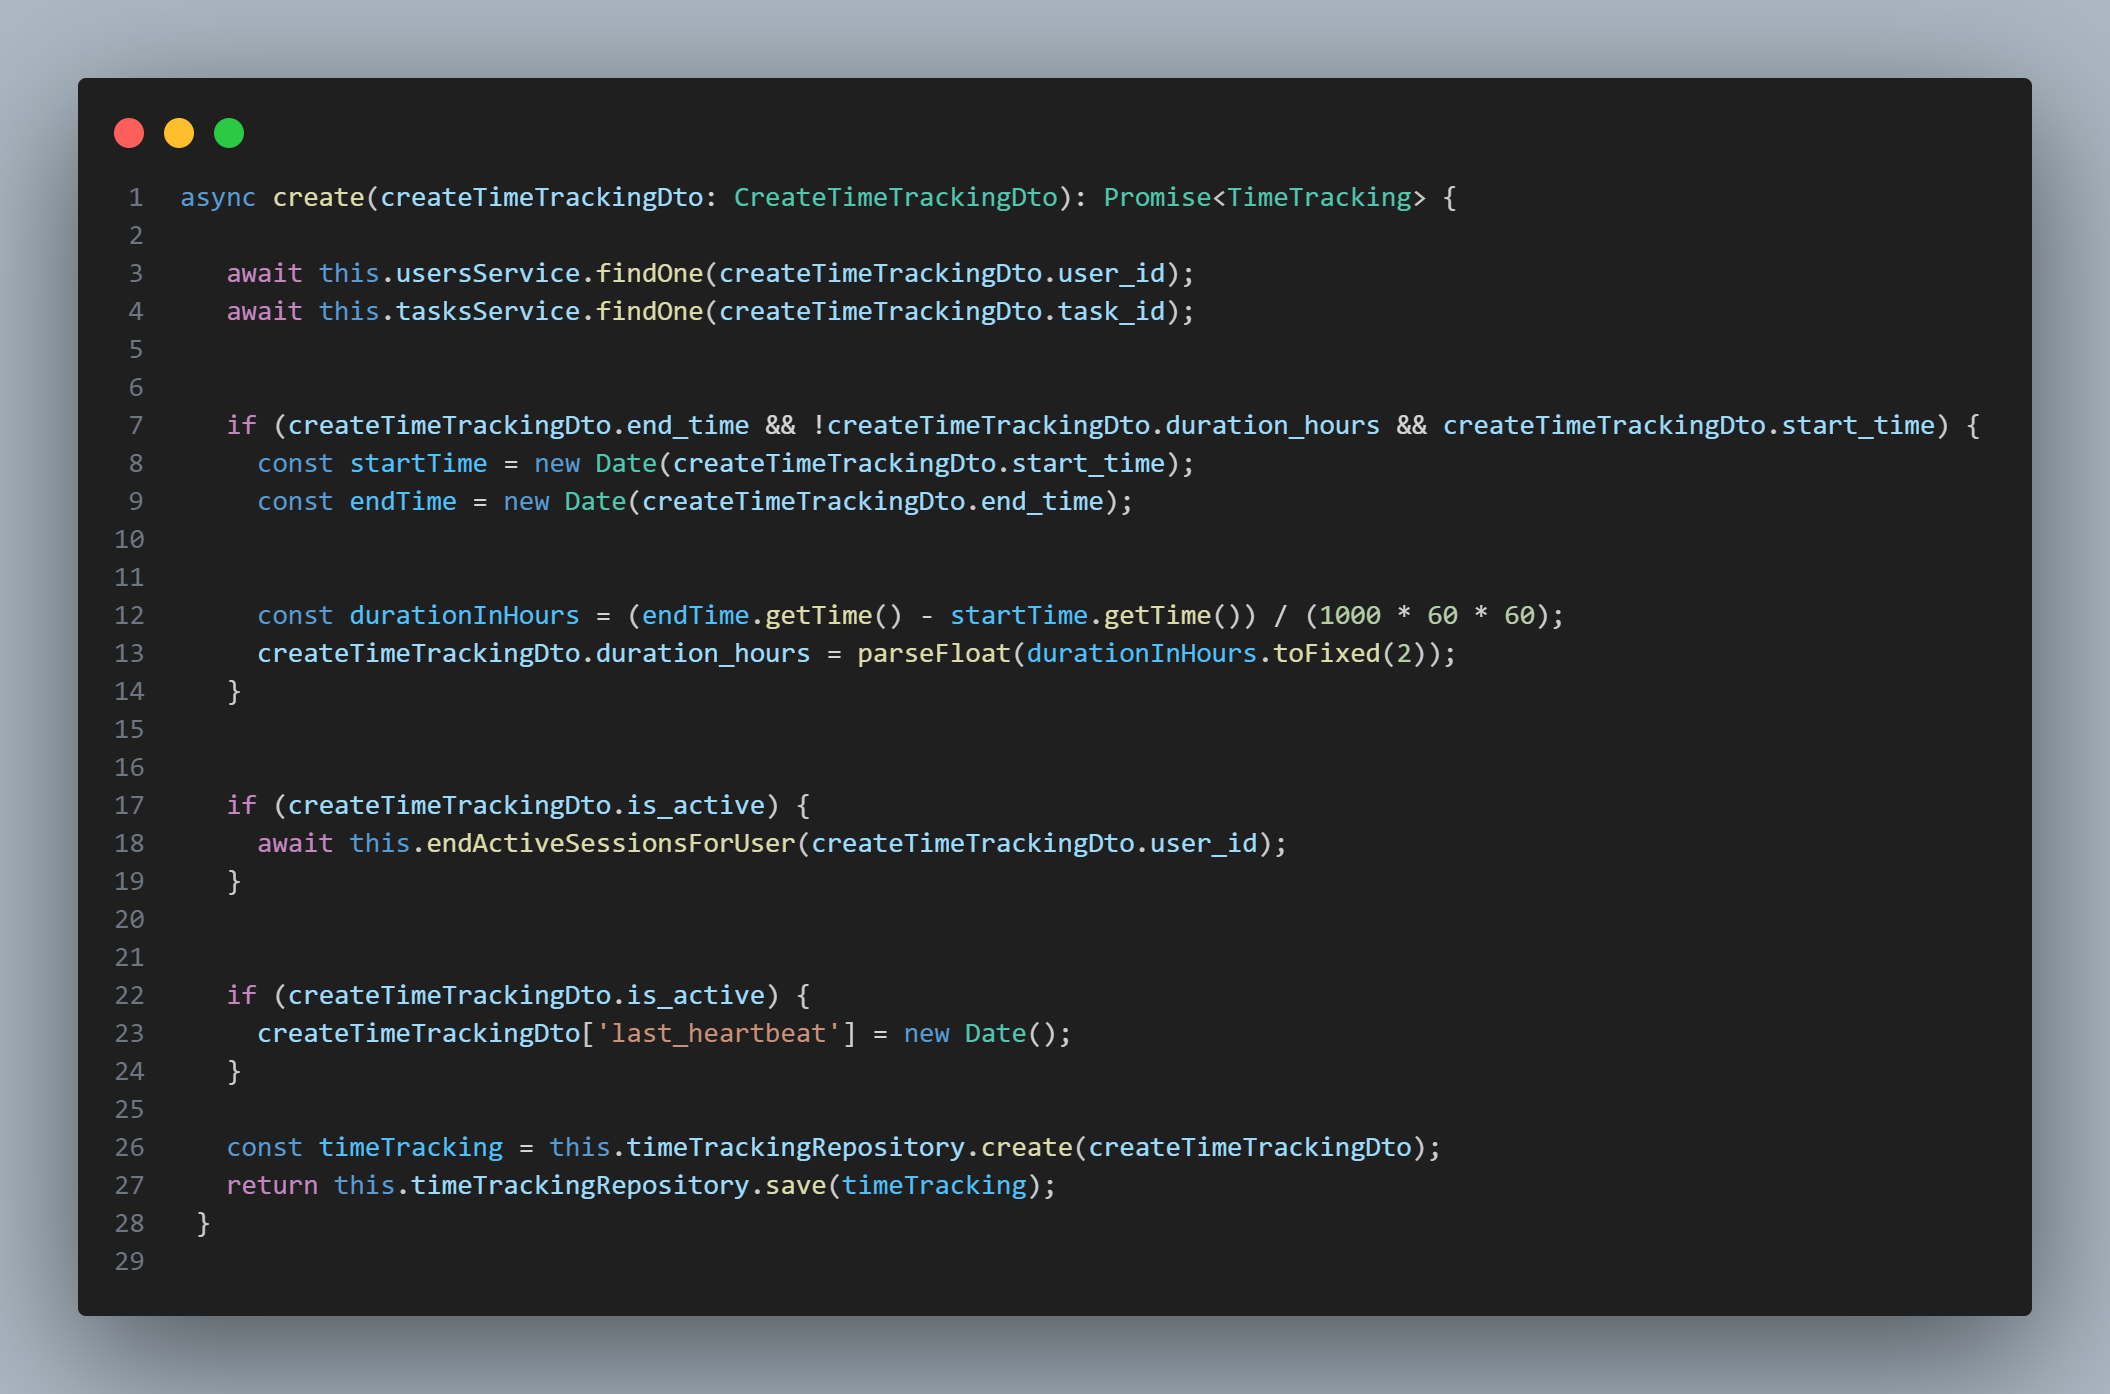 1 async create(createTimeTrackingDto: CreateTimeTrackingDto): Promise<TimeTracking> {
2
3 await this.usersService.findOne(createTimeTrackingDto.user_id);
4 await this.tasksService.findOne(createTimeTrackingDto.task_id);
5
6
7 if (createTimeTrackingDto.end_time && !createTimeTrackingDto.duration_hours && createTimeTrackingDto.start_time) {
8 const startTime = new Date(createTimeTrackingDto.start_time);
9 const endTime = new Date(createTimeTrackingDto.end_time);
10
11
12 const durationInHours = (endTime.getTime() - startTime.getTime()) / (1000 * 60 * 60);
13 createTimeTrackingDto.duration_hours = parseFloat(durationInHours.toFixed(2));
14 }
15
16
17 if (createTimeTrackingDto.is_active) {
18 await this.endActiveSessionsForUser(createTimeTrackingDto.user_id);
19 }
20
21
22 if (createTimeTrackingDto.is_active) {
23 createTimeTrackingDto['last_heartbeat'] = new Date();
24 }
25
26 const timeTracking = this.timeTrackingRepository.create(createTimeTrackingDto);
27 return this.timeTrackingRepository.save(timeTracking);
28 }
29